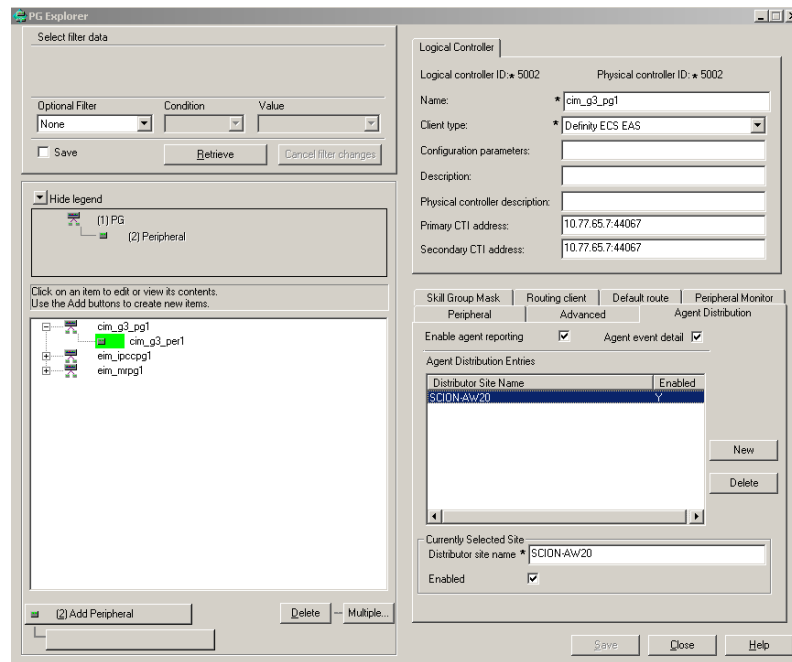 PG Explorer
Select filter data
Optional Filter Condition Value
None
Save Retrieve Cancel filter changes
Hide legend
(1) PG
(2) Peripheral
Click on an item to edit or view its contents.
Use the Add buttons to create new items.
cim_g3_pg1
cim_g3_per1
eim_ipccpg1
eim_mrpg1
(2) Add Peripheral Delete Multiple...
Logical Controller
Logical controller ID:* 5002 Physical controller ID: * 5002
Name: * cim_g3_pg1
Client type: * Definity ECS EAS
Configuration parameters:
Description:
Physical controller description:
Primary CTI address: 10.77.65.7:44067
Secondary CTI address: 10.77.65.7:44067
Skill Group Mask Routing client Default route Peripheral Monitor
Peripheral Advanced Agent Distribution
Enable agent reporting Agent event detail
Agent Distribution Entries
Distributor Site Name Enabled
SCION-AW20 Y
New
Delete
Currently Selected Site
Distributor site name * SCION-AW20
Enabled
Save Close Help